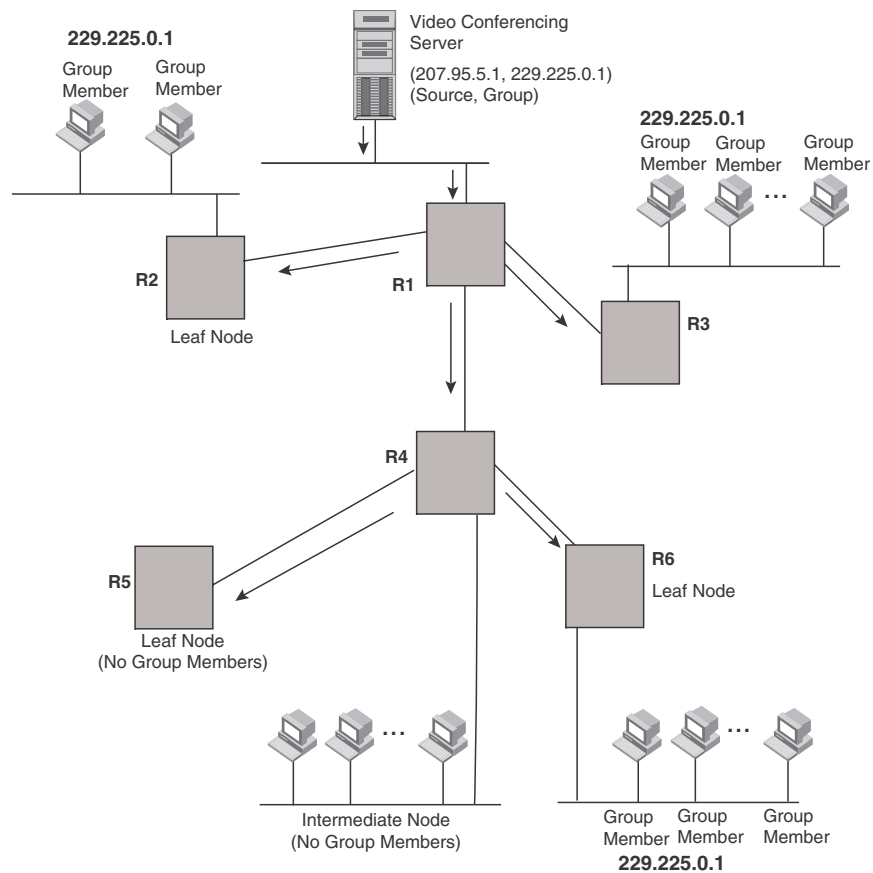 229.225.0.1
Group
Member
Group
Member
Video Conferencing
Server
(207.95.5.1, 229.225.0.1)
(Source, Group)
229.225.0.1
Group
Member
Group
Member
...
Group
Member
R2
Leaf Node
R1
R3
R4
R5
Leaf Node
(No Group Members)
R6
Leaf Node
...
Intermediate Node
(No Group Members)
...
Group
Member
Group
Member
Group
Member
229.225.0.1